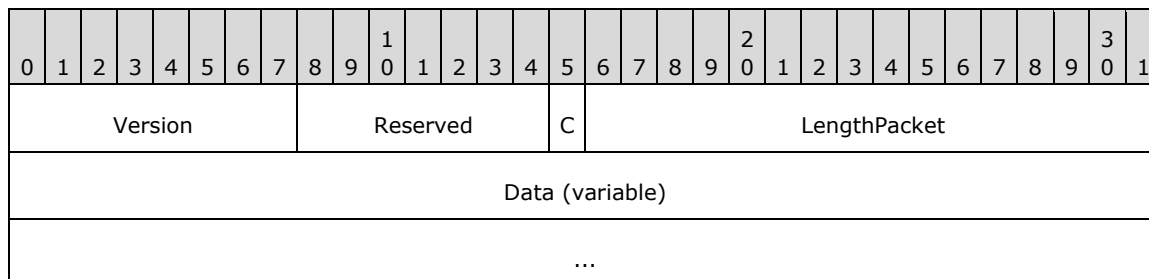 1 2 3
0 1 2 3 4 5 6 7 8 9 0 1 2 3 4 5 6 7 8 9 0 1 2 3 4 5 6 7 8 9 0 1
Version Reserved C LengthPacket
Data (variable)
...